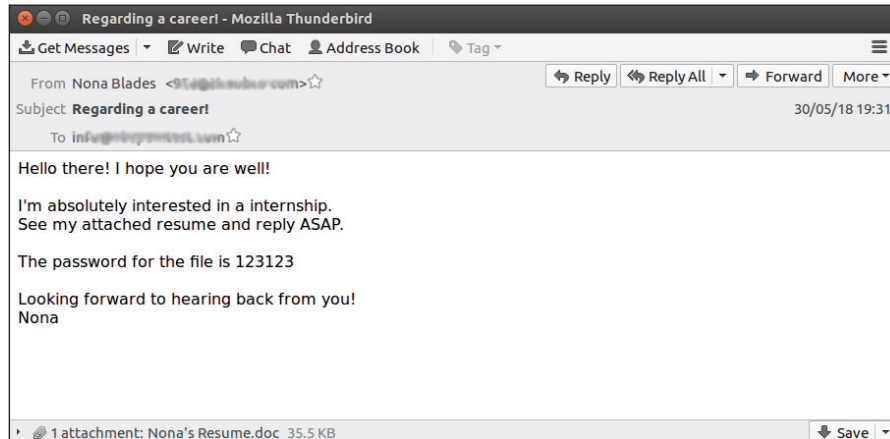 Regarding a career! - Mozilla Thunderbird
Get Messages Write Chat Address Book Tag
From Nona Blades Reply Reply All Forward More
Subject Regarding a career! 30/05/18 19:31
To
Hello there! I hope you are well!
I'm absolutely interested in a internship.
See my attached resume and reply ASAP.
The password for the file is 123123
Looking forward to hearing back from you!
Nona
1 attachment: Nona's Resume.doc 35.5 KB Save